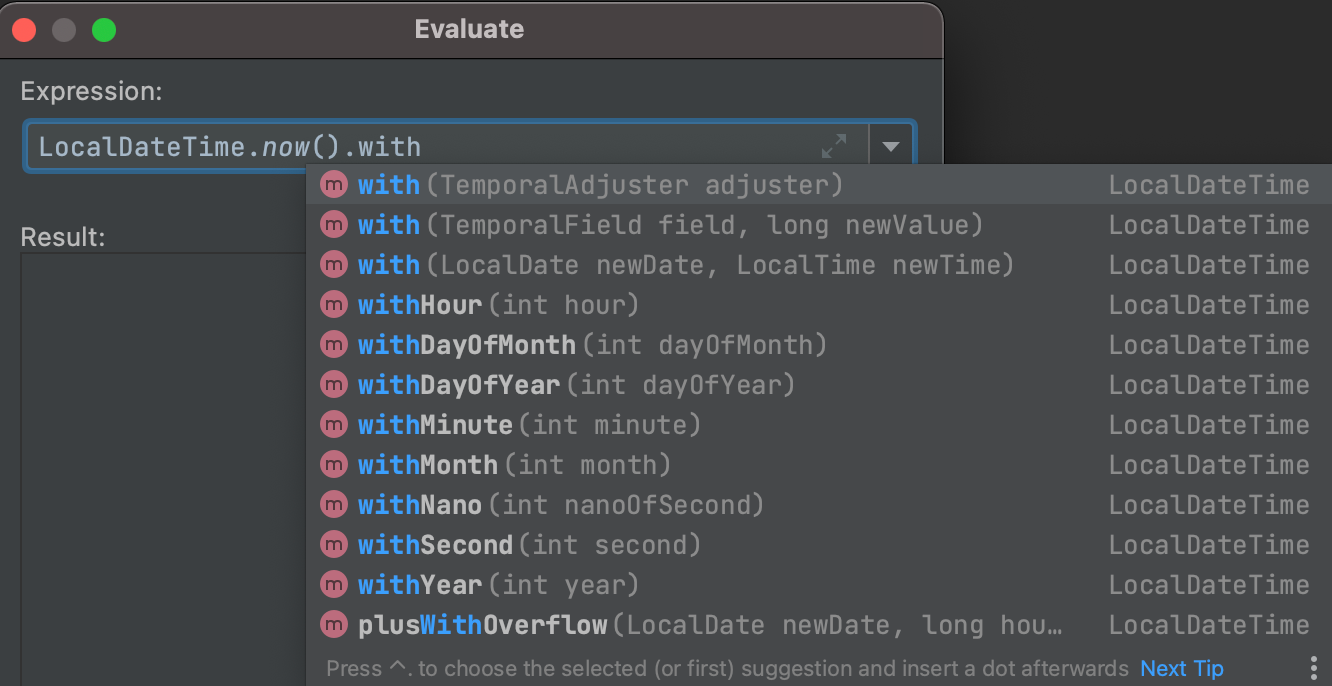 Evaluate
Expression:
LocalDateTime.now().with
m with(TemporalAdjuster adjuster) LocalDateTime
m with(TemporalField field, long newValue) LocalDateTime
m with(LocalDate newDate, LocalTime newTime) LocalDateTime
m withHour(int hour) LocalDateTime
m withDayOfMonth(int dayOfMonth) LocalDateTime
m withDayOfYear(int dayOfYear) LocalDateTime
m withMinute(int minute) LocalDateTime
m withMonth(int month) LocalDateTime
m withNano(int nanoOfSecond) LocalDateTime
m withSecond(int second) LocalDateTime
m withYear(int year) LocalDateTime
m plusWithOverflow(LocalDate newDate, long hou… LocalDateTime
Result:
Press ^. to choose the selected (or first) suggestion and insert a dot afterwards Next Tip